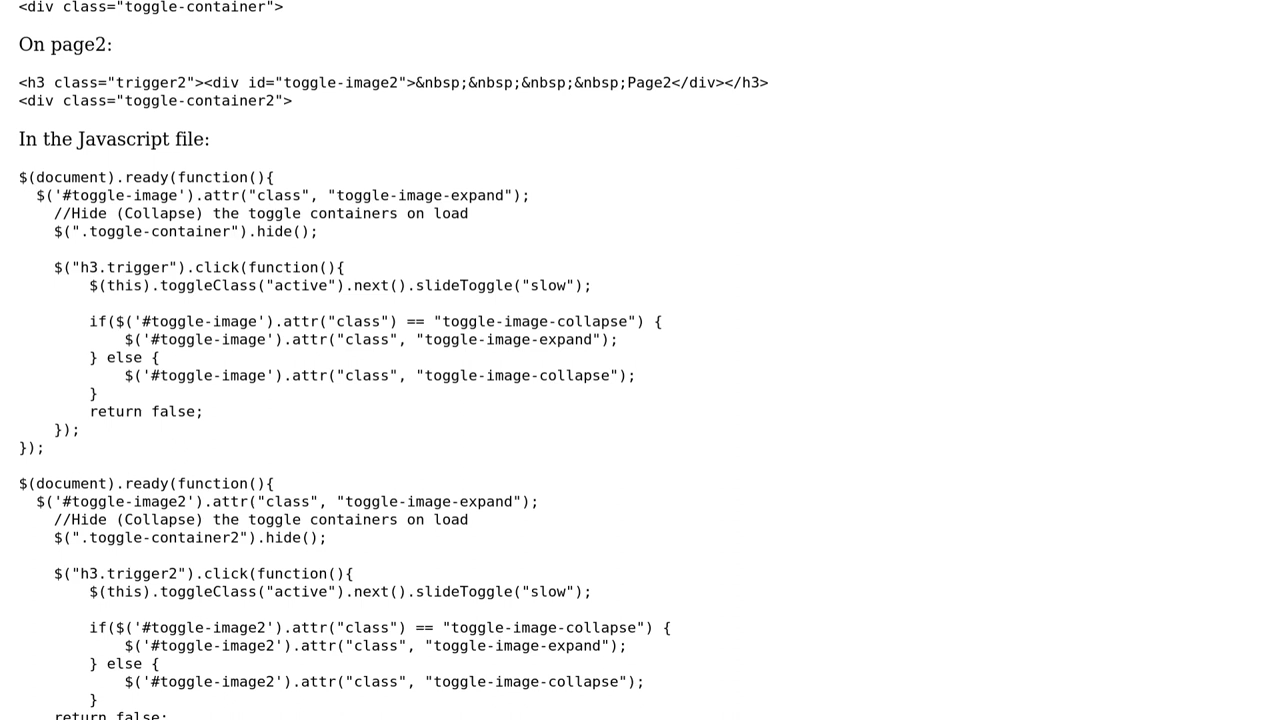 <div class="toggle-container">
On page2:
<h3 class="trigger2"><div id="toggle-image2">&nbsp;&nbsp;&nbsp;&nbsp;Page2</div></h3>
<div class="toggle-container2">
In the Javascript file:
$(document).ready(function(){
  $('#toggle-image').attr("class", "toggle-image-expand");
    //Hide (Collapse) the toggle containers on load
    $(".toggle-container").hide();

    $("h3.trigger").click(function(){
        $(this).toggleClass("active").next().slideToggle("slow");

        if($('#toggle-image').attr("class") == "toggle-image-collapse") {
            $('#toggle-image').attr("class", "toggle-image-expand");
        } else {
            $('#toggle-image').attr("class", "toggle-image-collapse");
        }
        return false;
    });
});

$(document).ready(function(){
  $('#toggle-image2').attr("class", "toggle-image-expand");
    //Hide (Collapse) the toggle containers on load
    $(".toggle-container2").hide();

    $("h3.trigger2").click(function(){
        $(this).toggleClass("active").next().slideToggle("slow");

        if($('#toggle-image2').attr("class") == "toggle-image-collapse") {
            $('#toggle-image2').attr("class", "toggle-image-expand");
        } else {
            $('#toggle-image2').attr("class", "toggle-image-collapse");
        }
    return false;